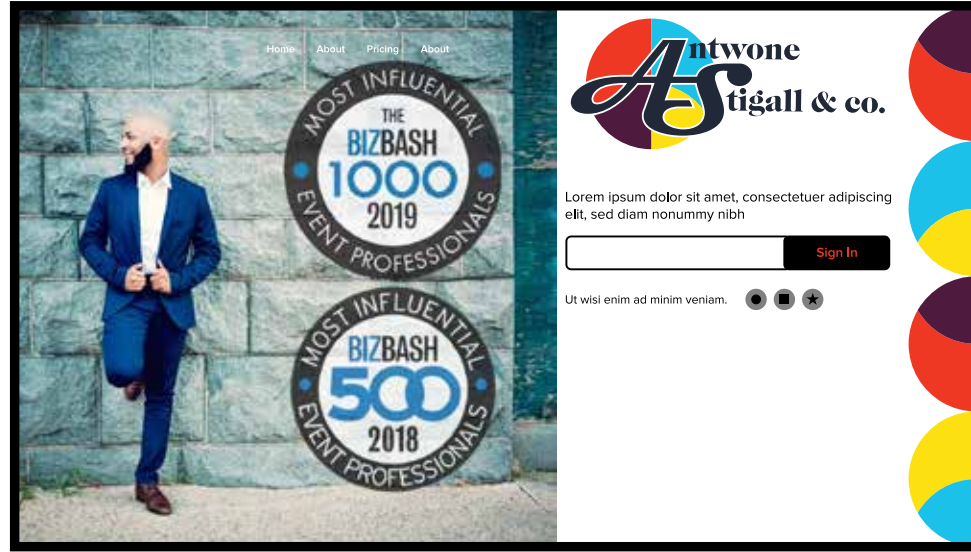 Home About Pricing About
MOST INFLUENTIAL
THE
BIZBASH
1000
2019
EVENT PROFESSIONALS
MOST INFLUENTIAL
BIZBASH
500
2018
EVENT PROFESSIONALS
Antwone
Stigall & co.
Lorem ipsum dolor sit amet, consectetuer adipiscing
elit, sed diam nonummy nibh
Sign In
Ut wisi enim ad minim veniam.